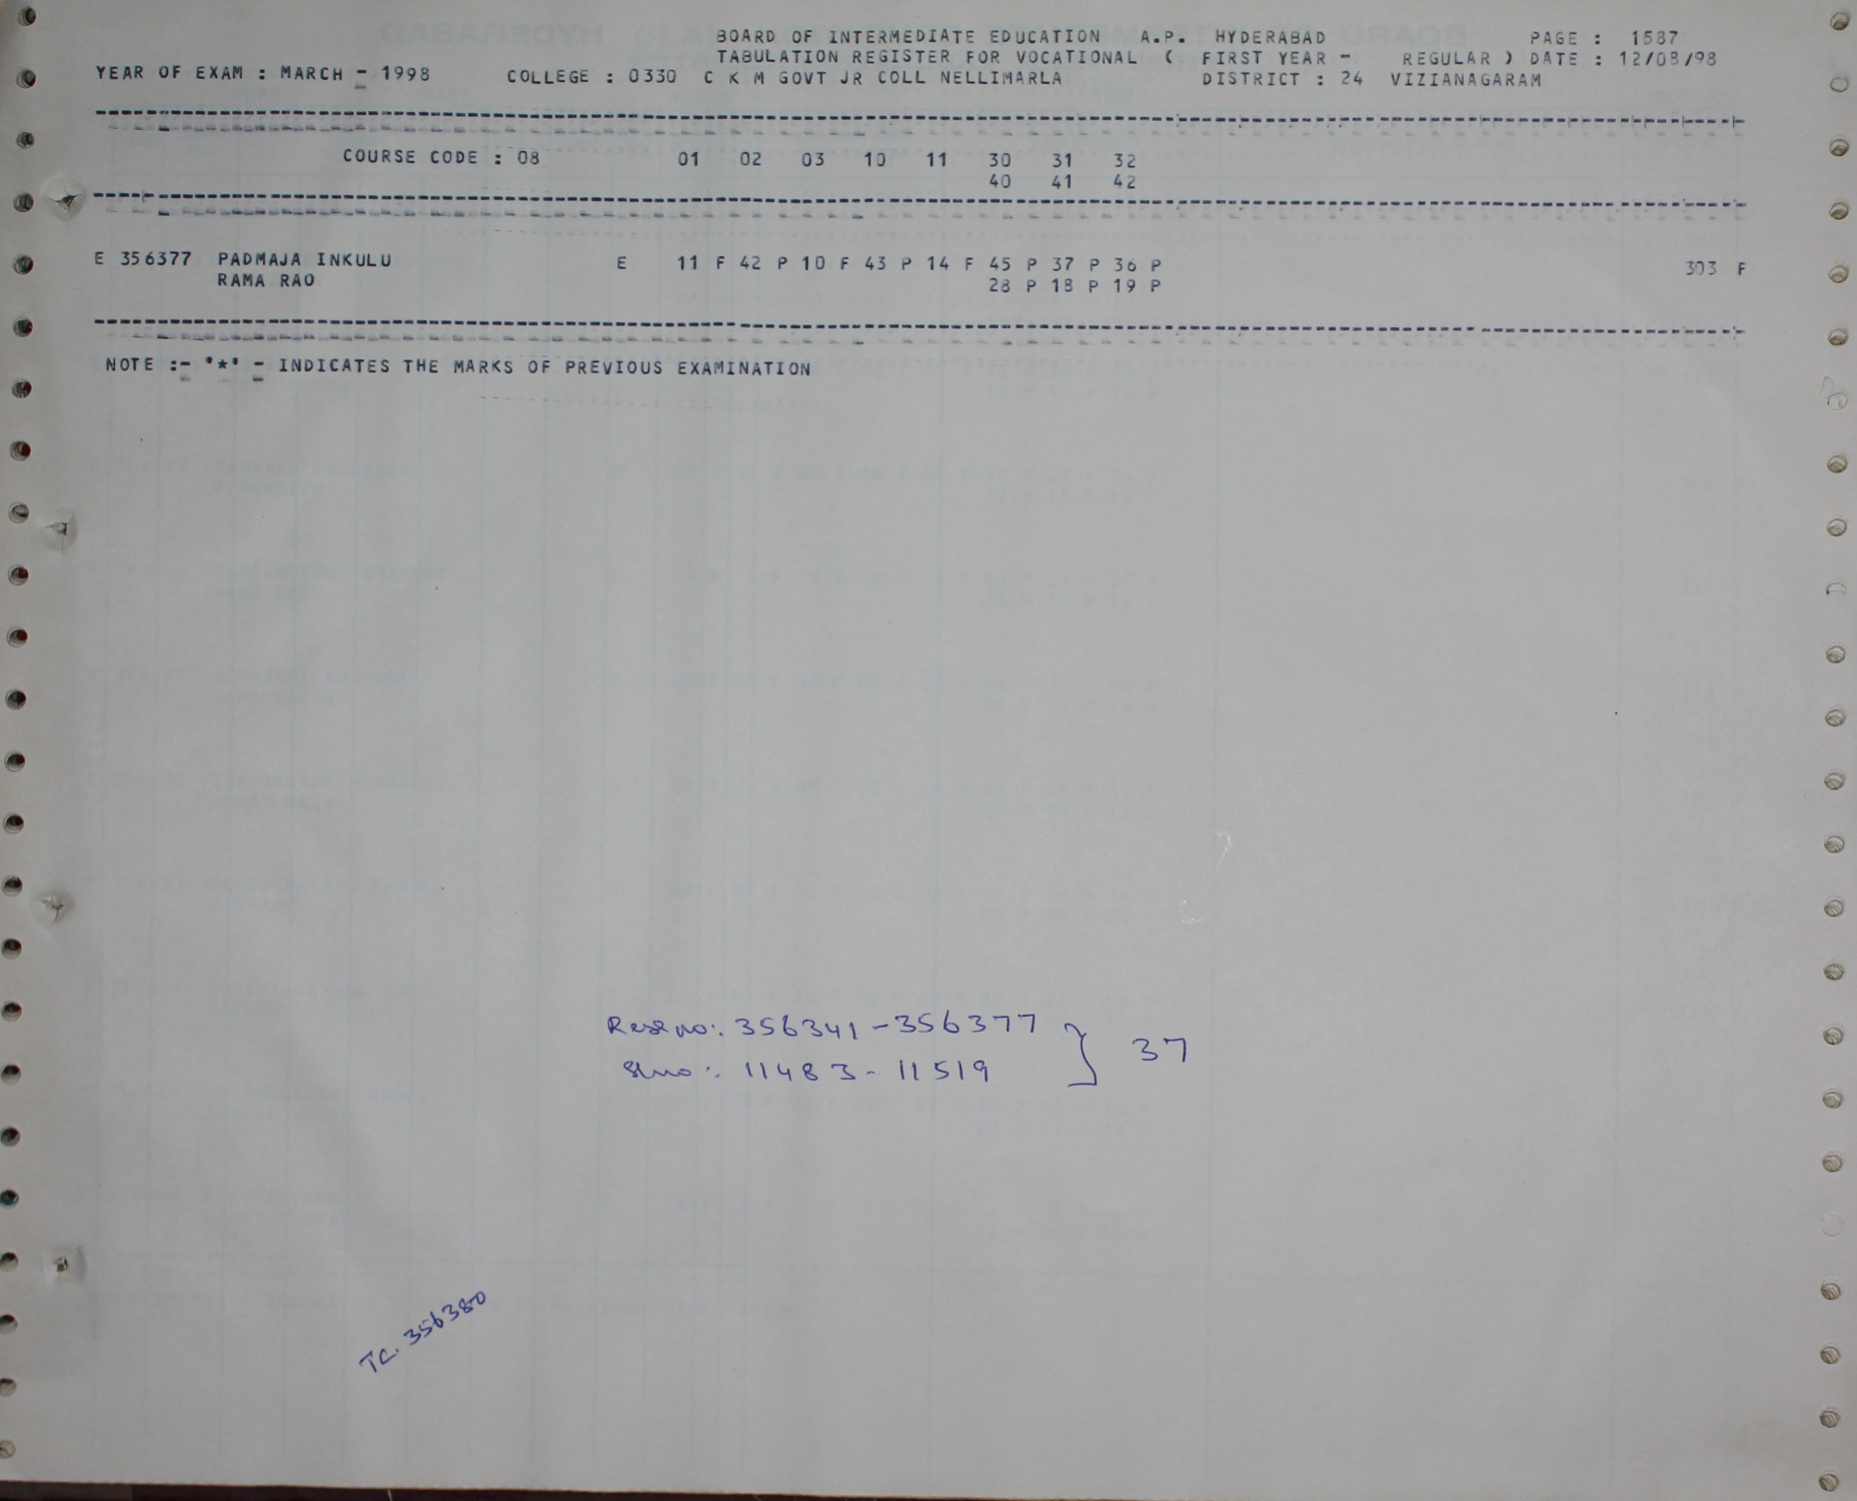 BOARD OF INTERMEDIATE EDUCATION A.P. HYDERABAD PAGE : 1587
TABULATION REGISTER FOR VOCATIONAL ( FIRST YEAR - REGULAR ) DATE : 12/08/98
YEAR OF EXAM : MARCH - 1998 COLLEGE : 0330 C K M GOVT JR COLL NELLIMARLA DISTRICT : 24 VIZIANAGARAM
COURSE CODE : 08 01 02 03 10 11 30 31 32
40 41 42
E 356377 PADMAJA INKULU E 11 F 42 P 10 F 43 P 14 F 45 P 37 P 36 P 303 F
RAMA RAO 28 P 18 P 19 P
NOTE :- '*' - INDICATES THE MARKS OF PREVIOUS EXAMINATION
no:. 356341-356377 } 37
Slno:. 11483-11519
TC. 356380